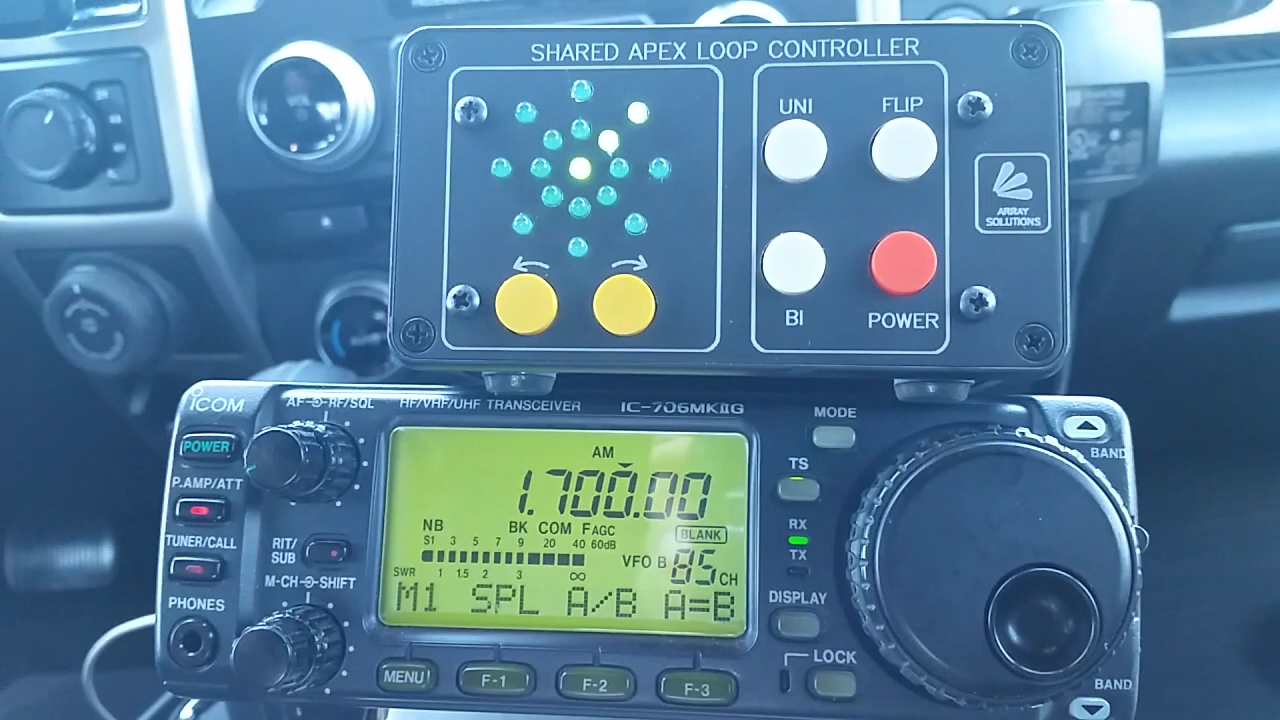 SHARED APEX LOOP CONTROLLER
UNI FLIP
ARRAY
SOLUTIONS
BI POWER
ICOM AF RF/SQL HF/VHF/UHF TRANSCEIVER IC-706MKIIG
MODE
POWER
BAND
AM
TS
P.AMP/ATT
1.700.00
NB BK COM FAGC BLANK
RX
S1 3 5 7 9 20 40 60dB
TUNER/CALL
RIT/
SUB
VFO B 85 CH
TX
SWR 1 1.5 2 3 ∞
M-CH SHIFT
M1 SPL A/B A=B
DISPLAY
PHONES
LOCK
MENU F-1 F-2 F-3
BAND